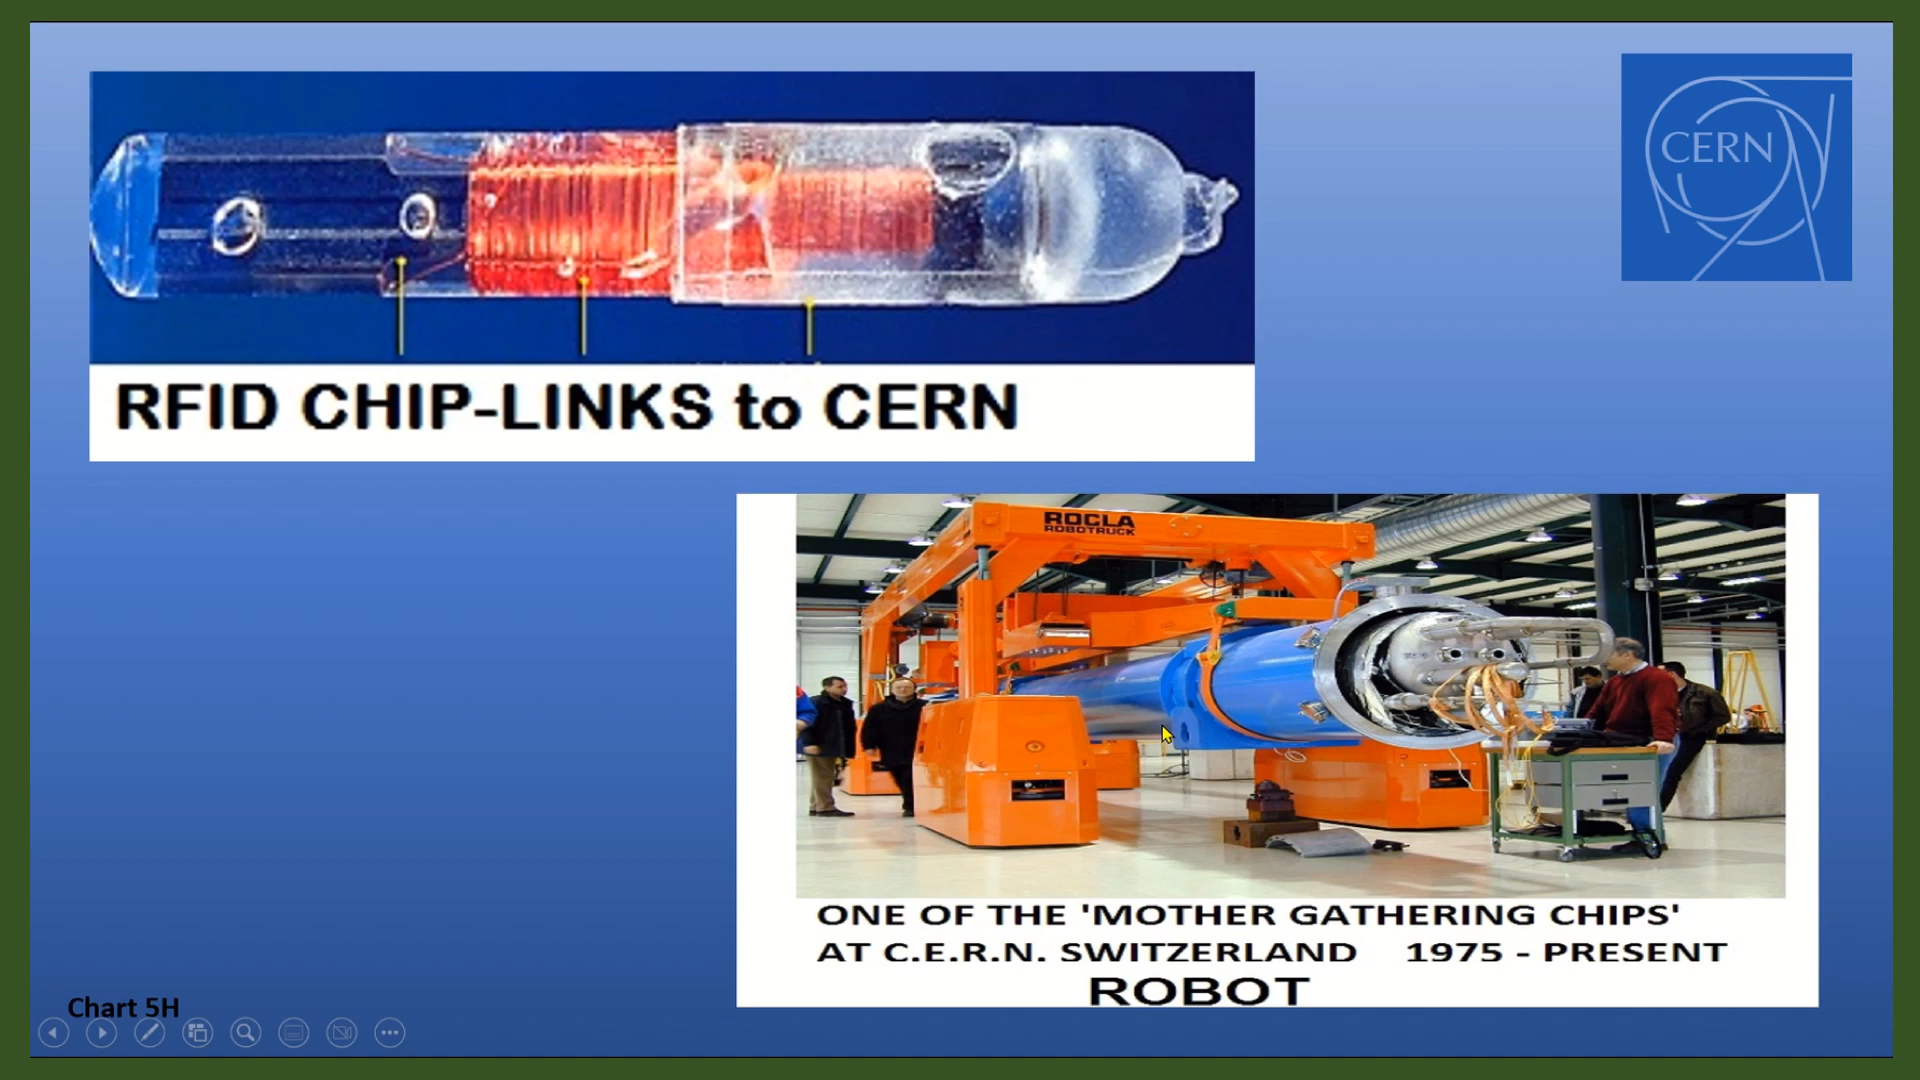 CERN
RFID CHIP-LINKS to CERN
ROCLA
ROBOTRUCK
ONE OF THE 'MOTHER GATHERING CHIPS'
AT C.E.R.N. SWITZERLAND 1975 - PRESENT
ROBOT
Chart 5H